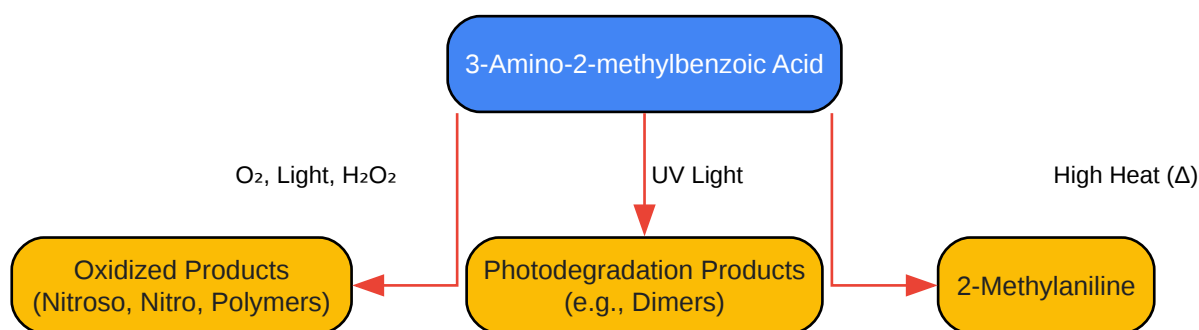 3-Amino-2-methylbenzoic Acid
O₂, Light, H₂O₂
UV Light
High Heat (Δ)
Oxidized Products
(Nitroso, Nitro, Polymers)
Photodegradation Products
(e.g., Dimers)
2-Methylaniline